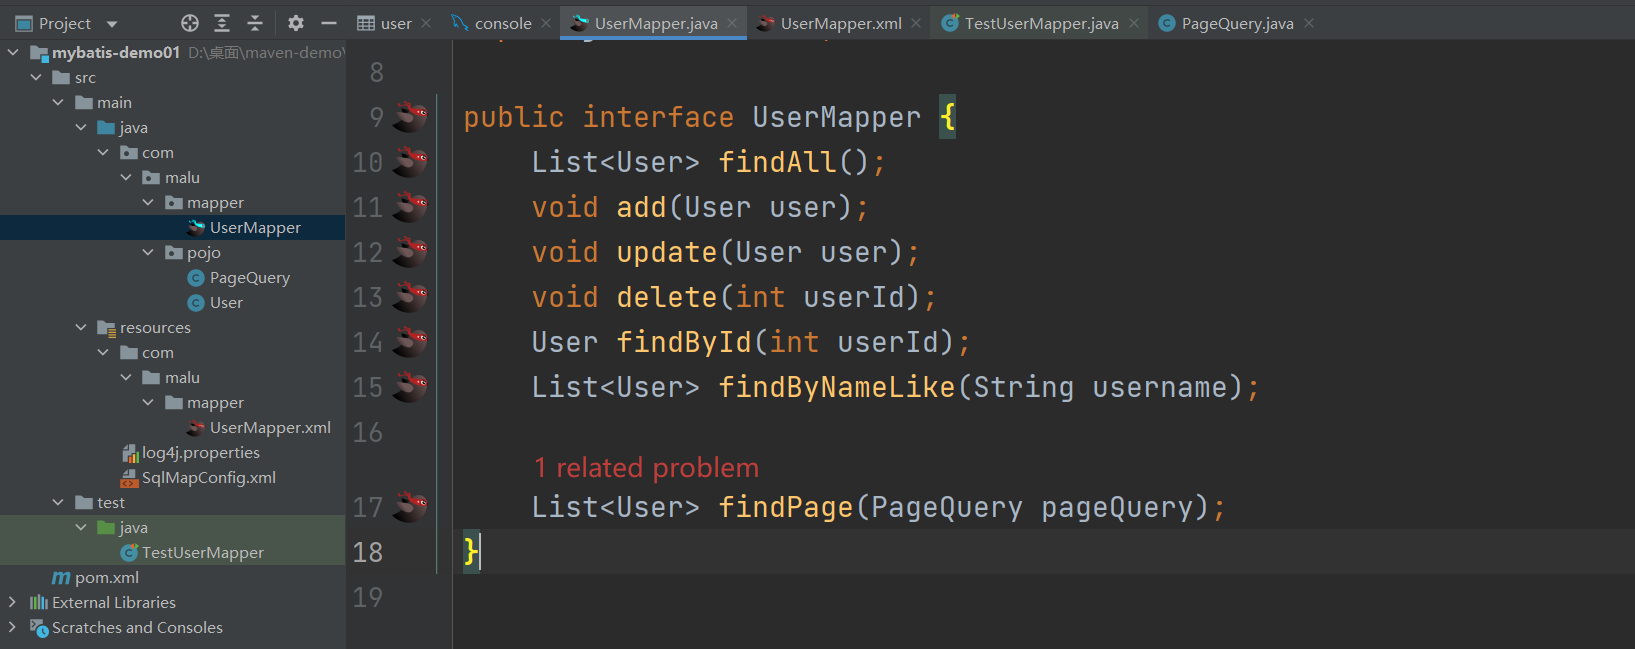 Project
user
console
UserMapper.java
UserMapper.xml
TestUserMapper.java
PageQuery.java
mybatis-demo01 D:\桌面\maven-demo\
src
main
java
com
malu
mapper
UserMapper
pojo
PageQuery
User
resources
com
malu
mapper
UserMapper.xml
log4j.properties
SqlMapConfig.xml
test
java
TestUserMapper
pom.xml
External Libraries
Scratches and Consoles
8
9 public interface UserMapper {
10 List<User> findAll();
11 void add(User user);
12 void update(User user);
13 void delete(int userId);
14 User findById(int userId);
15 List<User> findByNameLike(String username);
16
1 related problem
17 List<User> findPage(PageQuery pageQuery);
18 }
19